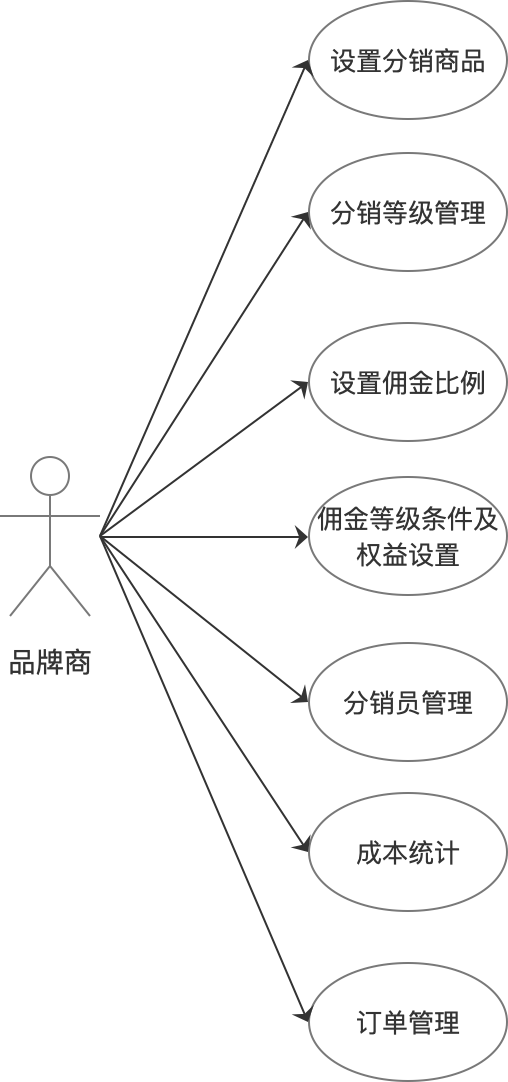 设置分销商品
分销等级管理
设置佣金比例
佣金等级条件及
权益设置
品牌商
分销员管理
成本统计
订单管理